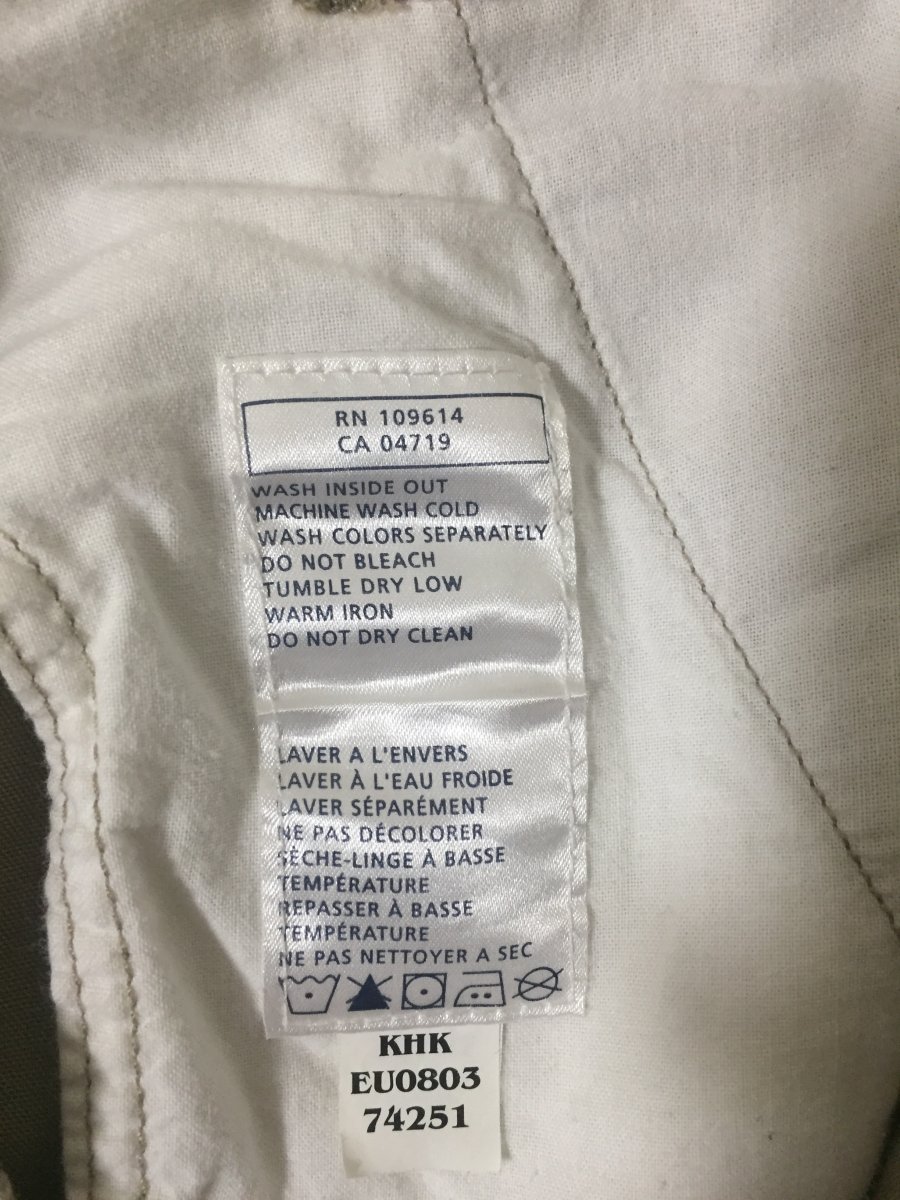 RN 109614
CA 04719
WASH INSIDE OUT
MACHINE WASH COLD
WASH COLORS SEPARATELY
DO NOT BLEACH
TUMBLE DRY LOW
WARM IRON
DO NOT DRY CLEAN
LAVER A L'ENVERS
LAVER À L'EAU FROIDE
LAVER SÉPARÉMENT
NE PAS DÉCOLORER
SÈCHE-LINGE À BASSE
TEMPÉRATURE
REPASSER À BASSE
TEMPÉRATURE
NE PAS NETTOYER A SEC
KHK
EU0803
74251